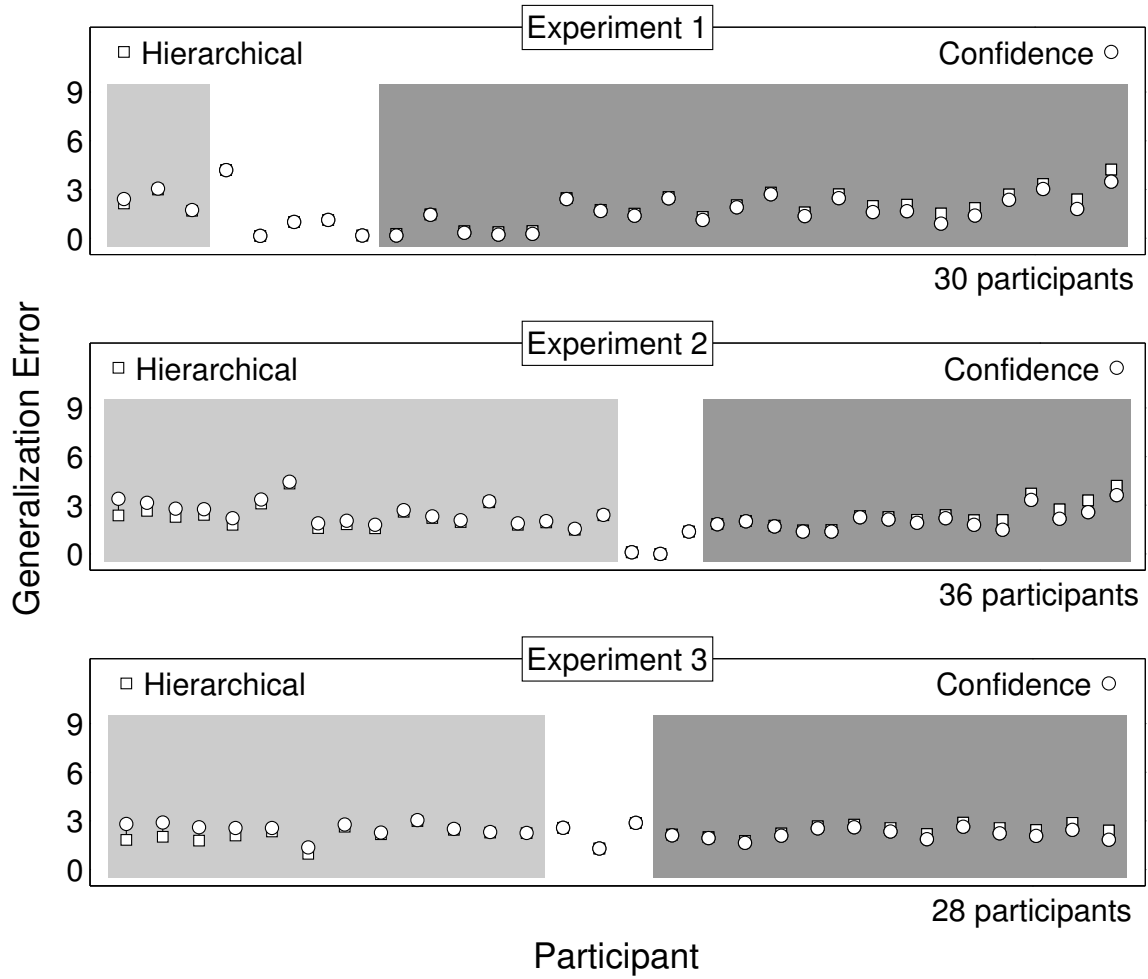 Experiment 1
Hierarchical
Confidence
9
6
3
0
30 participants
Generalization Error
Experiment 2
Hierarchical
Confidence
9
6
3
0
36 participants
Experiment 3
Hierarchical
Confidence
9
6
3
0
28 participants
Participant